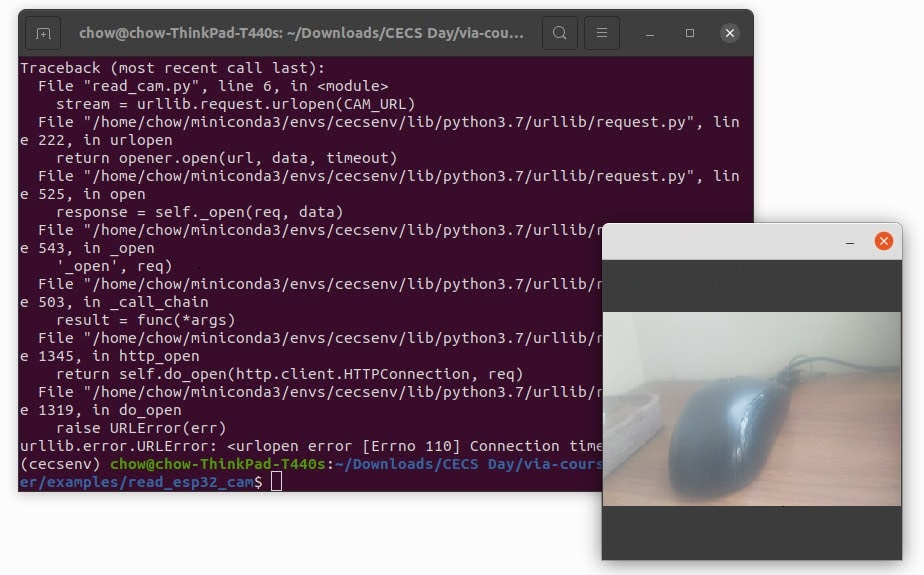 chow@chow-ThinkPad-T440s: ~/Downloads/CECS Day/via-cou...
Traceback (most recent call last):
  File "read_cam.py", line 6, in <module>
    stream = urllib.request.urlopen(CAM_URL)
  File "/home/chow/miniconda3/envs/cecsenv/lib/python3.7/urllib/request.py", lin
e 222, in urlopen
    return opener.open(url, data, timeout)
  File "/home/chow/miniconda3/envs/cecsenv/lib/python3.7/urllib/request.py", lin
e 525, in open
    response = self._open(req, data)
  File "/home/chow/miniconda3/envs/cecsenv/lib/python3.7/urllib/r
e 543, in _open
    '_open', req)
  File "/home/chow/miniconda3/envs/cecsenv/lib/python3.7/urllib/r
e 503, in _call_chain
    result = func(*args)
  File "/home/chow/miniconda3/envs/cecsenv/lib/python3.7/urllib/r
e 1345, in http_open
    return self.do_open(http.client.HTTPConnection, req)
  File "/home/chow/miniconda3/envs/cecsenv/lib/python3.7/urllib/r
e 1319, in do_open
    raise URLError(err)
urllib.error.URLError: <urlopen error [Errno 110] Connection time
(cecsenv) chow@chow-ThinkPad-T440s:~/Downloads/CECS Day/via-cours
er/examples/read_esp32_cam$